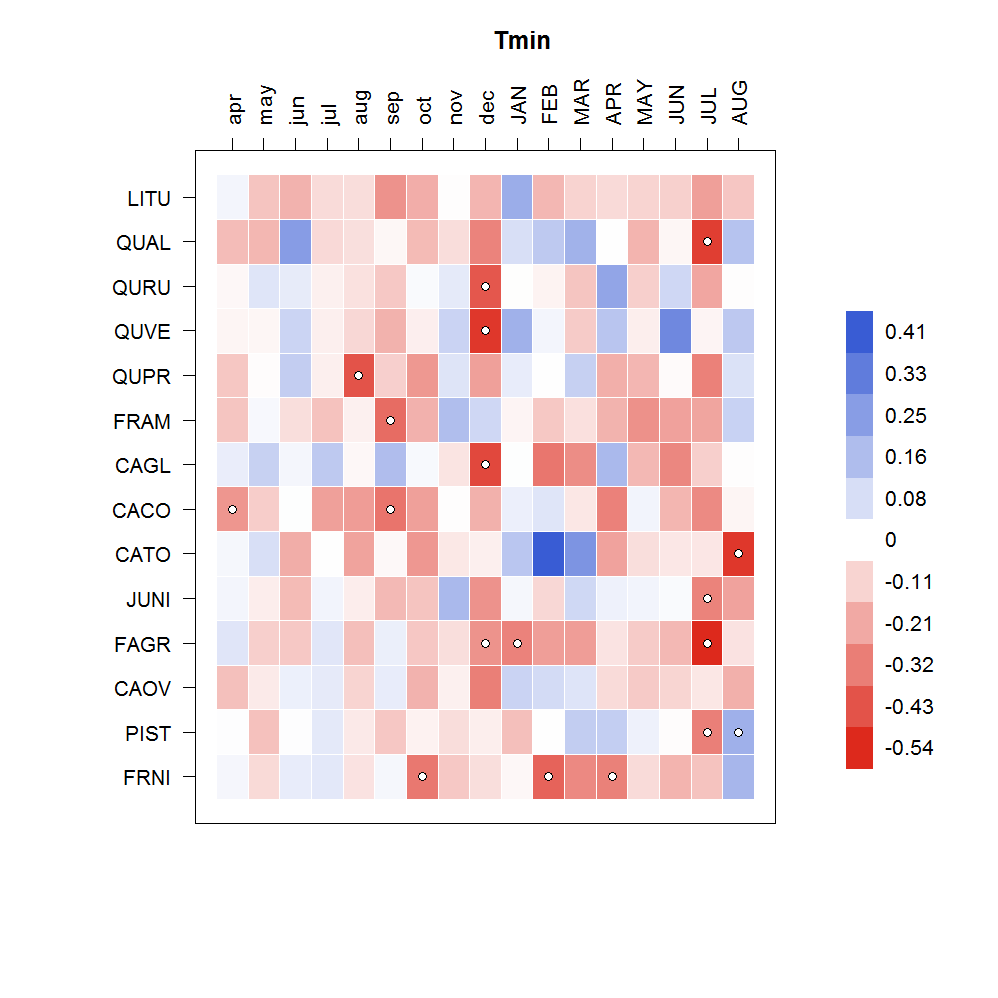 Tmin
apr may jun jul aug sep oct nov dec JAN FEB MAR APR MAY JUN JUL AUG
LITU
QUAL
QURU
QUVE
QUPR
FRAM
CAGL
CACO
CATO
JUNI
FAGR
CAOV
PIST
FRNI
0.41
0.33
0.25
0.16
0.08
0
-0.11
-0.21
-0.32
-0.43
-0.54